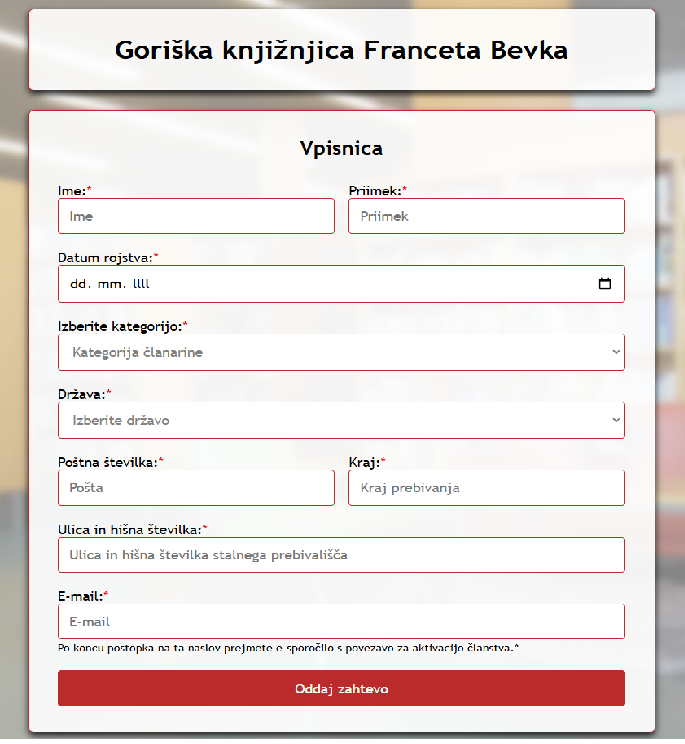 Goriška knjižnjica Franceta Bevka
Vpisnica
Ime:*
Priimek:*
Ime
Priimek
Datum rojstva:*
dd. mm. llll
Izberite kategorijo:*
Kategorija članarine
Država:*
Izberite državo
Poštna številka:*
Kraj:*
Pošta
Kraj prebivanja
Ulica in hišna številka:*
Ulica in hišna številka stalnega prebivališča
E-mail:*
E-mail
Po koncu postopka na ta naslov prejmete e-sporočilo s povezavo za aktivacijo članstva.*
Oddaj zahtevo